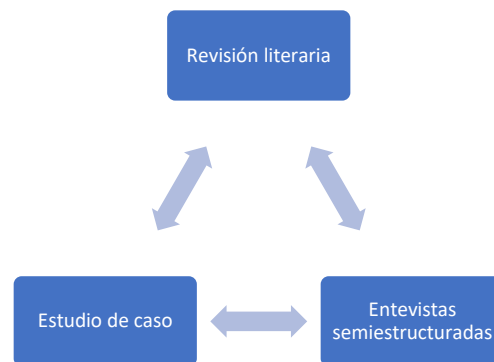 Revisión literaria
Estudio de caso
Entevistas
semiestructuradas